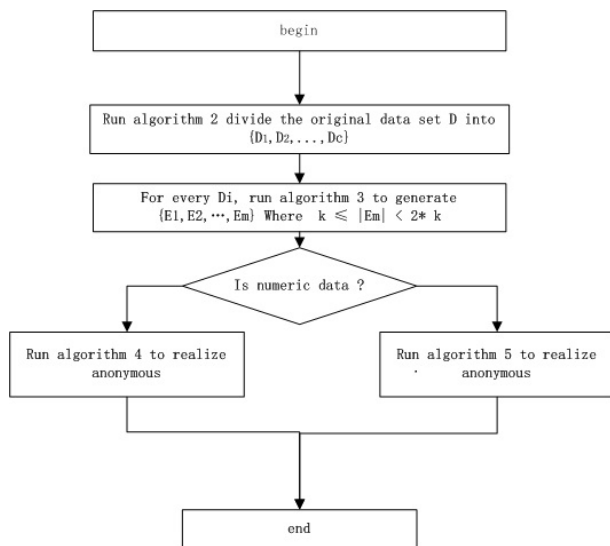 begin
Run algorithm 2 divide the original data set D into
{D1,D2,...,Dc}
For every Di, run algorithm 3 to generate
{E1,E2,⋯,Em} Where k ≤ |Em| < 2* k
Is numeric data ?
Run algorithm 4 to realize
anonymous
Run algorithm 5 to realize
anonymous
end